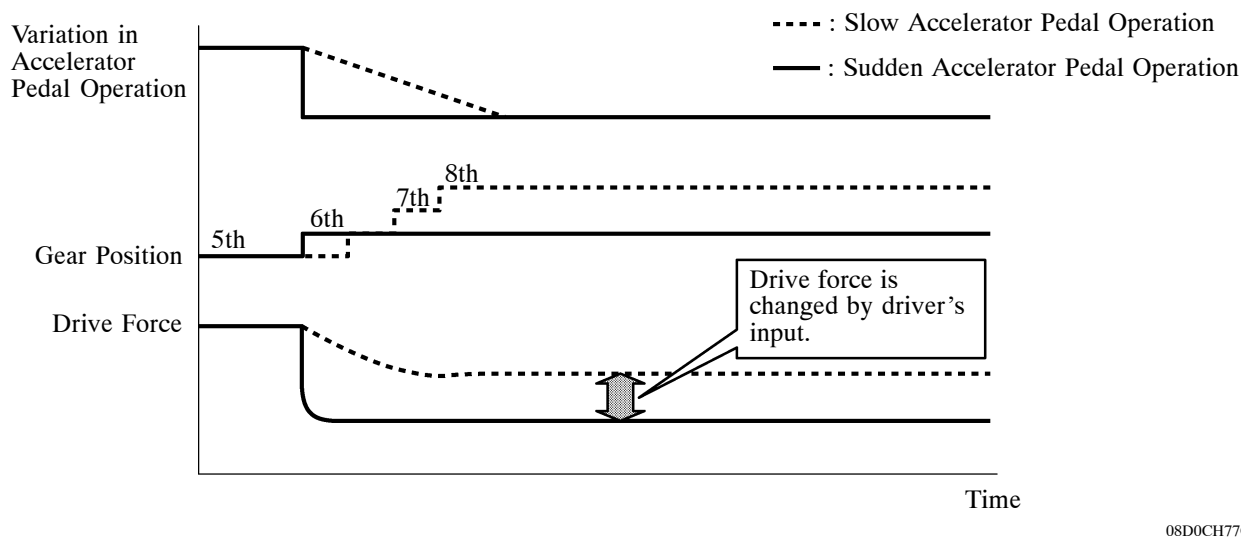 Variation in
Accelerator
Pedal Operation
: Slow Accelerator Pedal Operation
: Sudden Accelerator Pedal Operation
8th
7th
6th
5th
Gear Position
Drive force is
changed by driver's
input.
Drive Force
Time